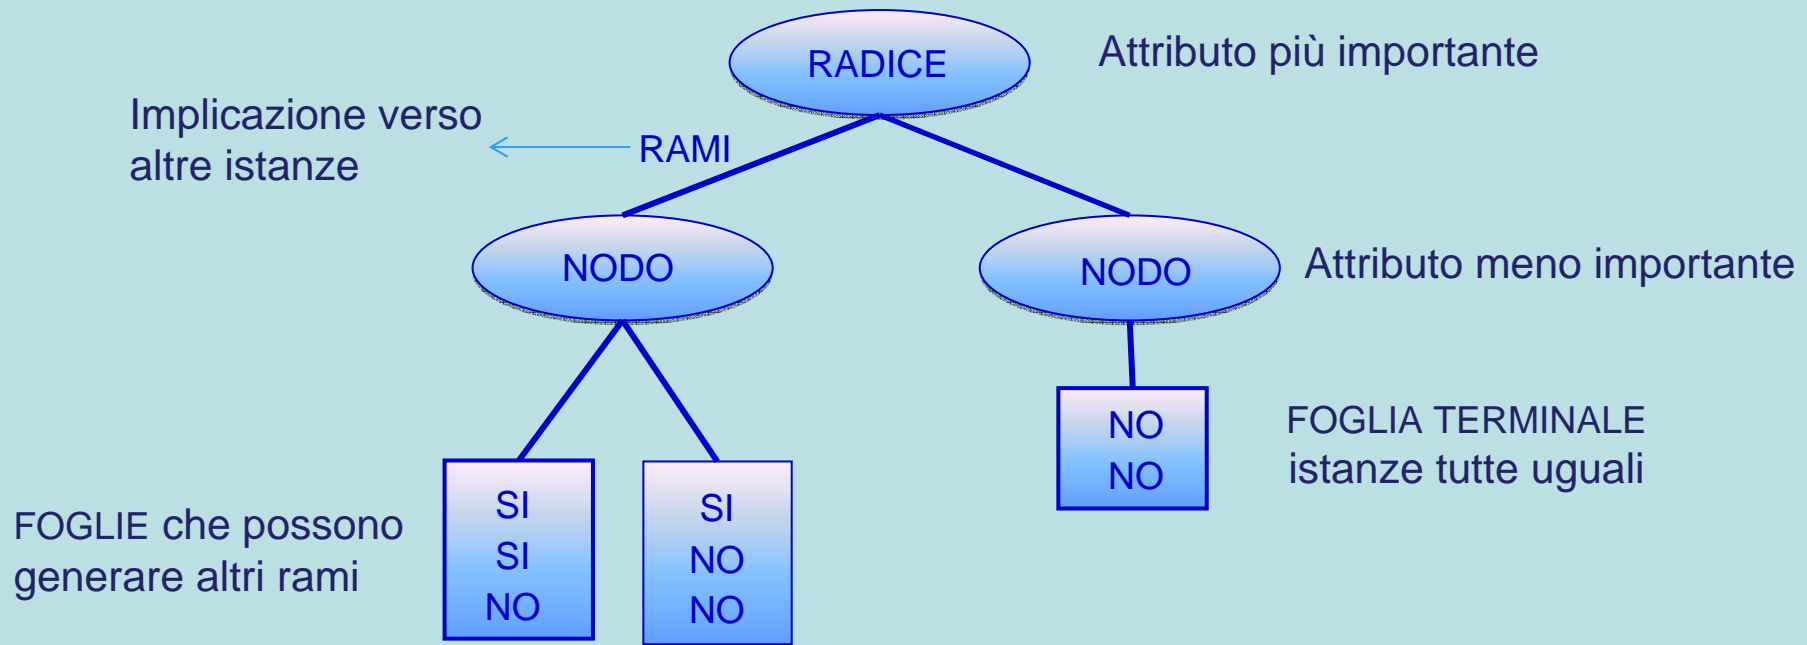 RADICE
Attributo più importante
Implicazione verso
altre istanze
RAMI
NODO
NODO
Attributo meno importante
NO
NO
FOGLIA TERMINALE
istanze tutte uguali
FOGLIE che possono
generare altri rami
SI
SI
NO
SI
NO
NO